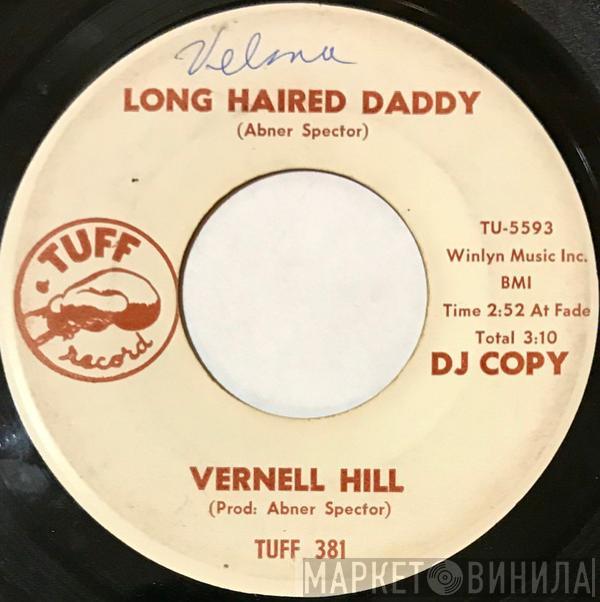 Velma
LONG HAIRED DADDY
(Abner Spector)
TUFF
record
TU-5593
Winlyn Music Inc.
BMI
Time 2:52 At Fade
Total 3:10
DJ COPY
VERNELL HILL
(Prod: Abner Spector)
TUFF 381
МАРКЕТ ВИНИЛА!